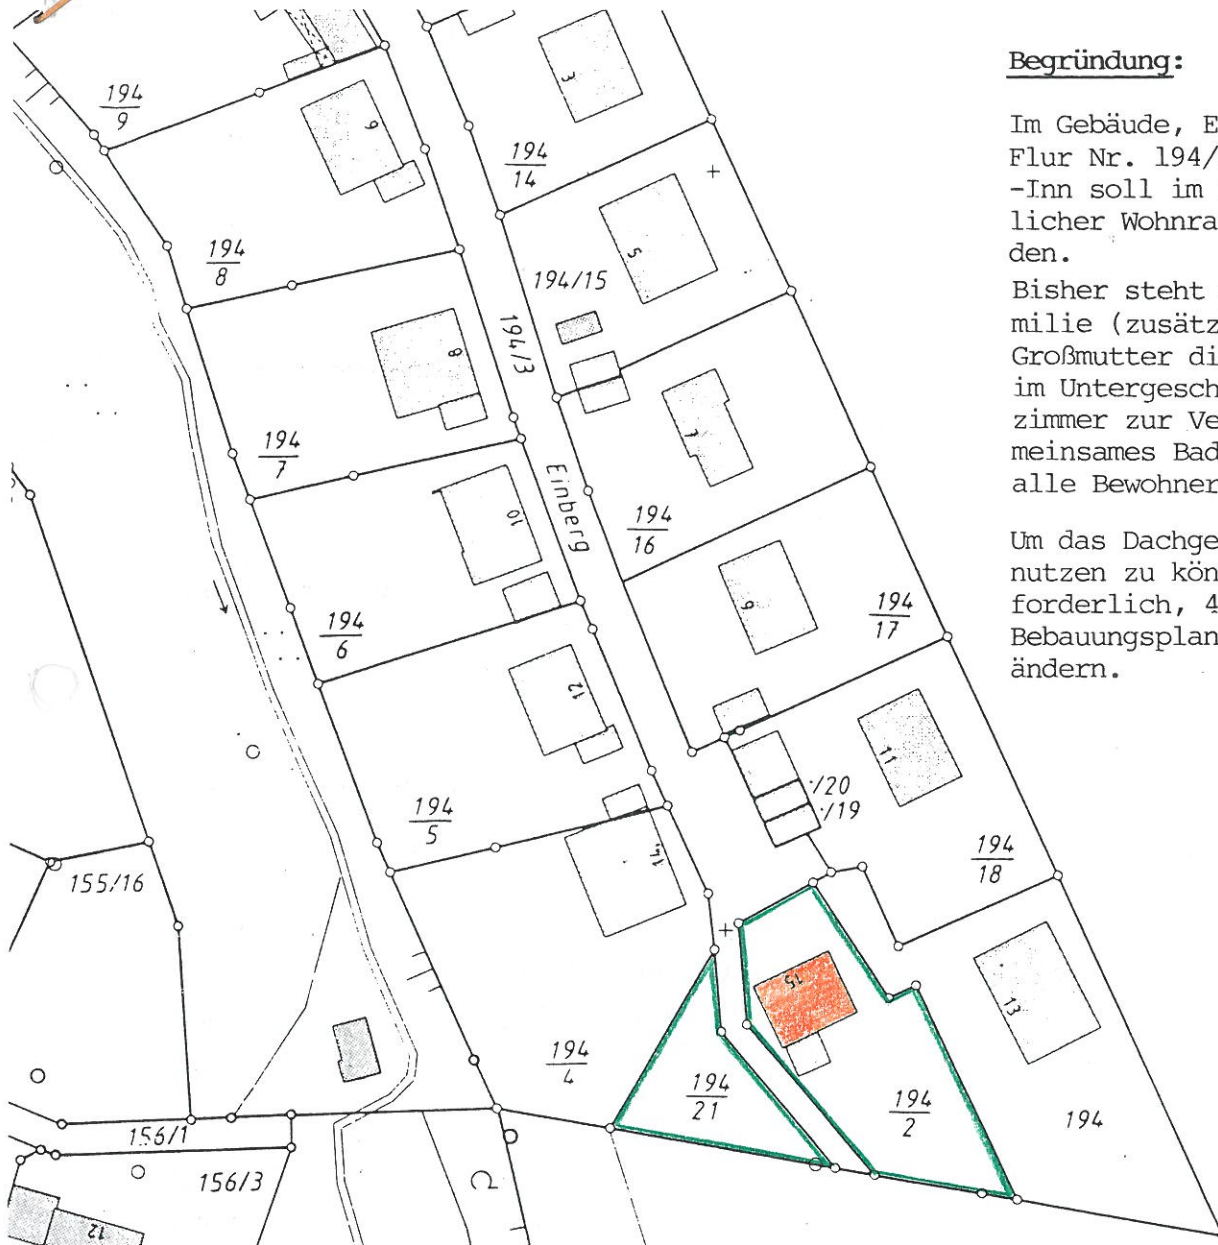 Begründung:
Im Gebäude, E
Flur Nr. 194/
-Inn soll im
licher Wohnra
den.
Bisher steht
milie (zusätz
Großmutter di
im Untergesch
zimmer zur Ve
meinsames Bad
alle Bewohner
Um das Dachge
nutzen zu kön
forderlich, 4
Bebauungsplan
ändern.
194
9
6
3
194
14
194
8
5
194/15
194/3
8
7
194
7
Einberg
10
194
16
9
194
17
194
6
12
11
·/20
·/19
194
5
14
194
18
155/16
15
13
194
4
194
21
194
2
194
156/1
156/3
12